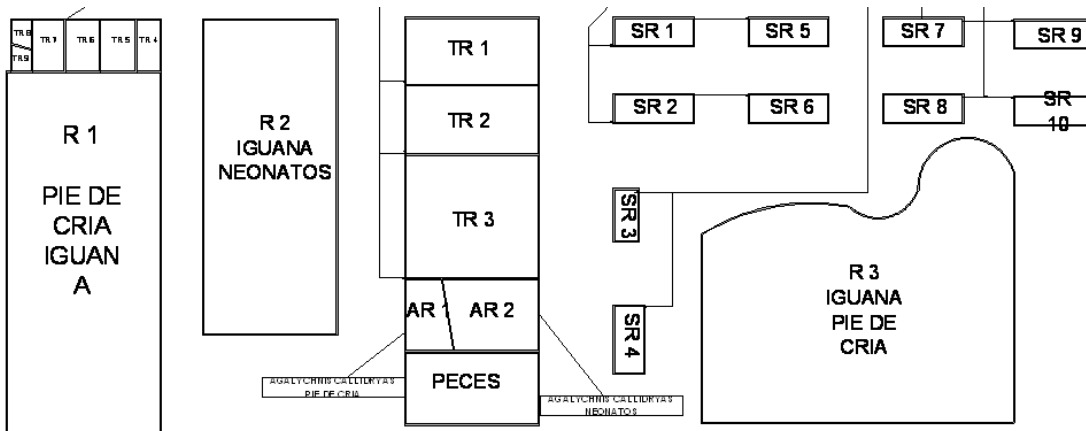 TR 8
TR 9
TR 7
TR 6
TR 5
TR 4
R 1
PIE DE
CRIA
IGUAN
A
R 2
IGUANA
NEONATOS
TR 1
TR 2
TR 3
AR 1
AR 2
PECES
AGALYCHNIS CALLIDRYAS
PIE DE CRIA
AGALYCHNIS CALLIDRYAS
NEONATOS
SR 1
SR 5
SR 7
SR 9
SR 2
SR 6
SR 8
SR
10
SR 3
SR 4
R 3
IGUANA
PIE DE
CRIA